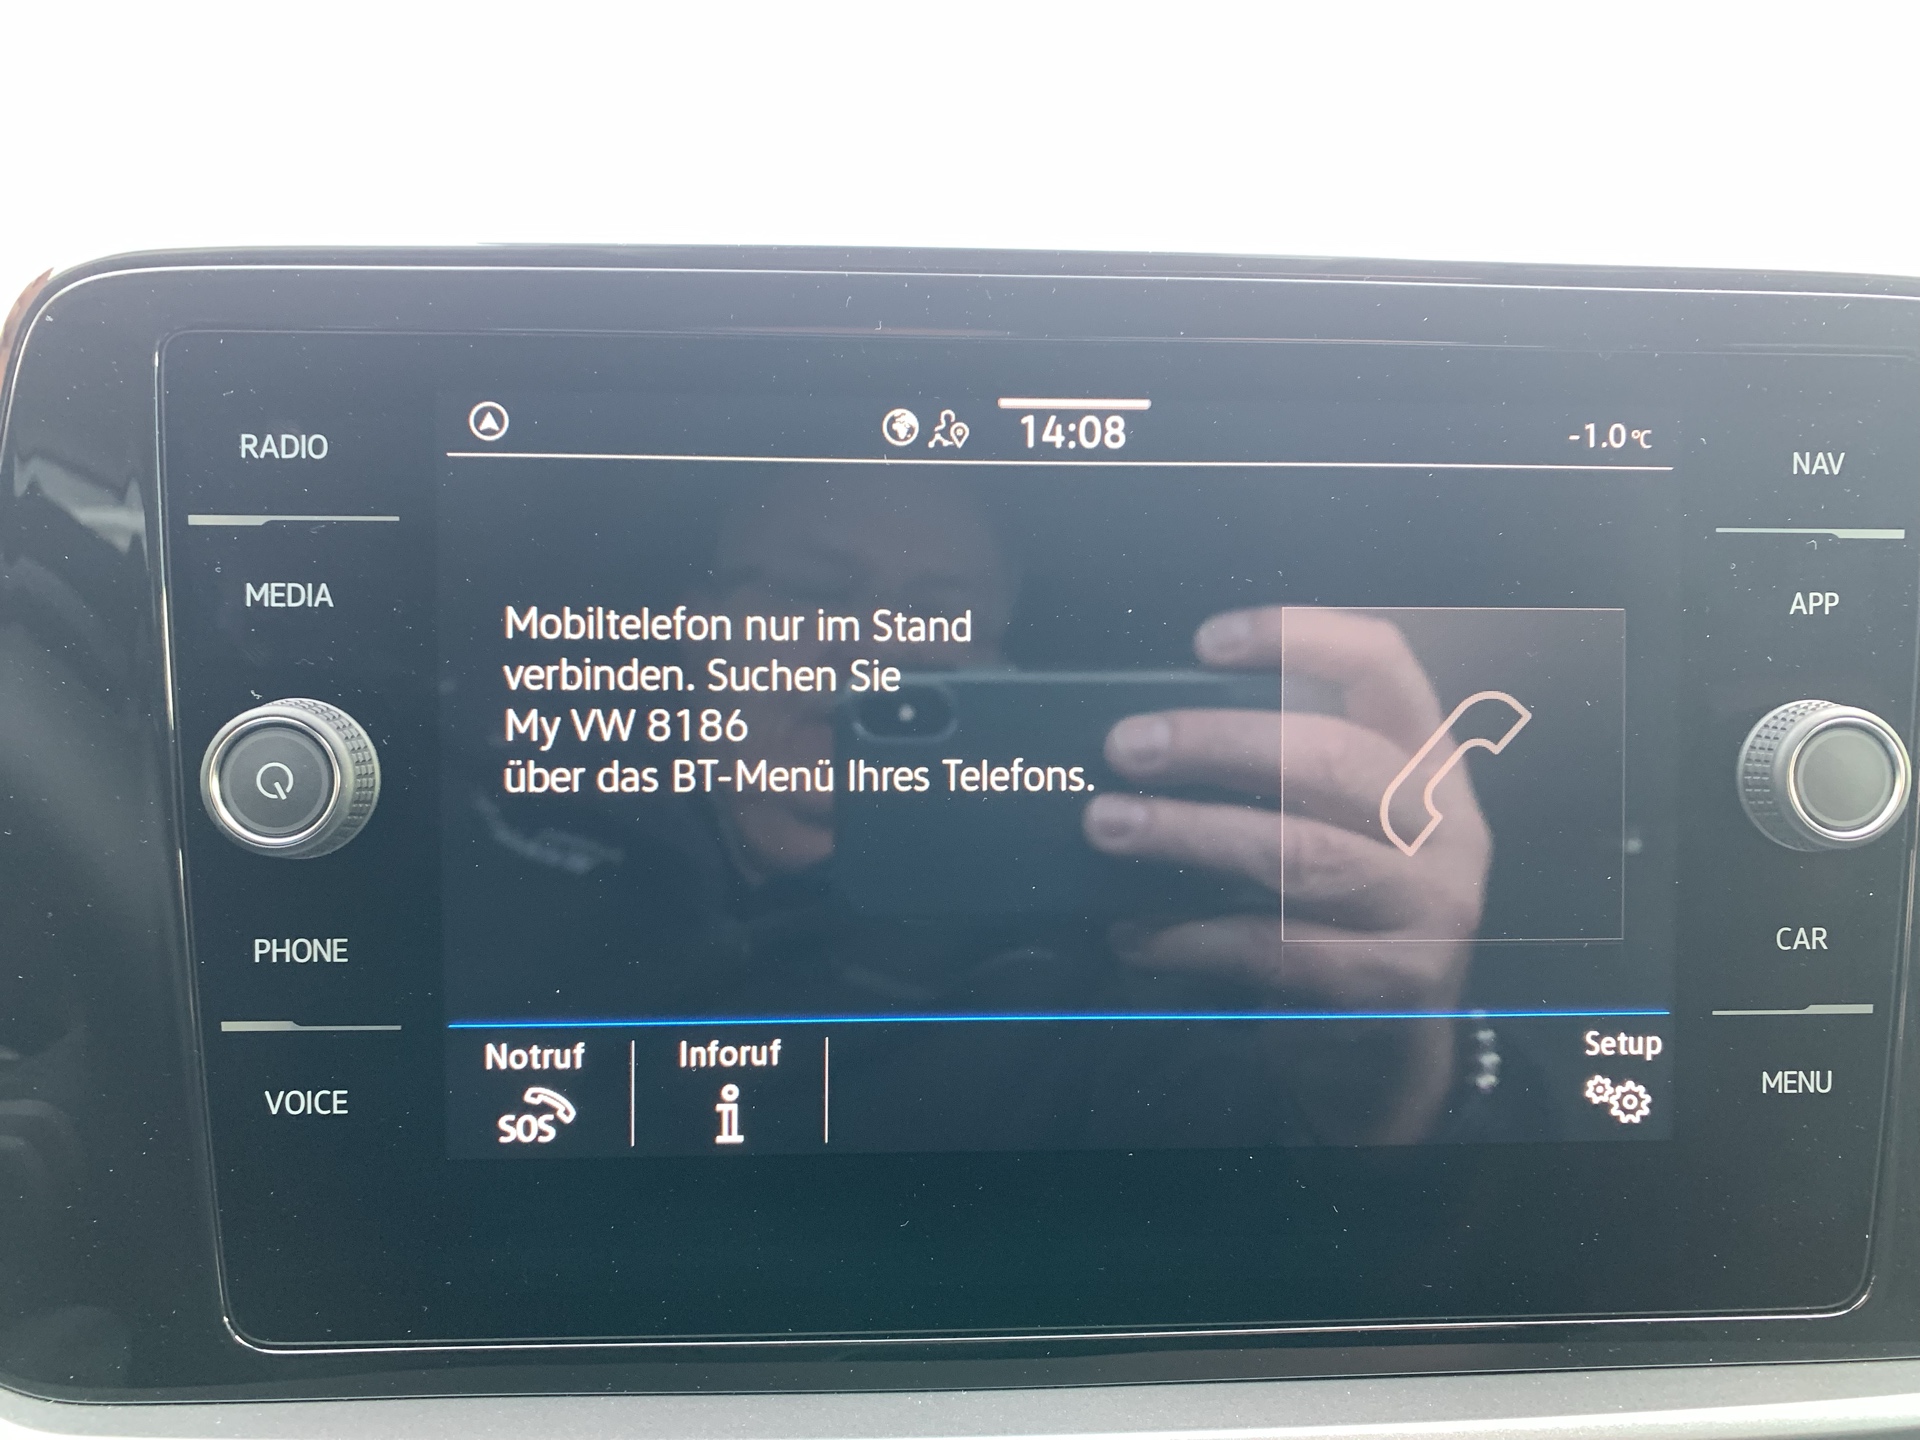 RADIO
MEDIA
PHONE
VOICE
14:08
-1.0°C
Mobiltelefon nur im Stand
verbinden. Suchen Sie
My VW 8186
über das BT-Menü Ihres Telefons.
Notruf
SOS
Inforuf
i
Setup
NAV
APP
CAR
MENU